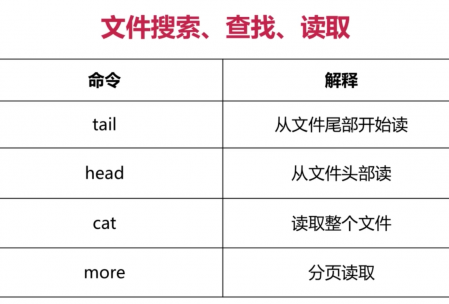 文件搜索、查找、读取
命令 解释
tail 从文件尾部开始读
head 从文件头部读
cat 读取整个文件
more 分页读取